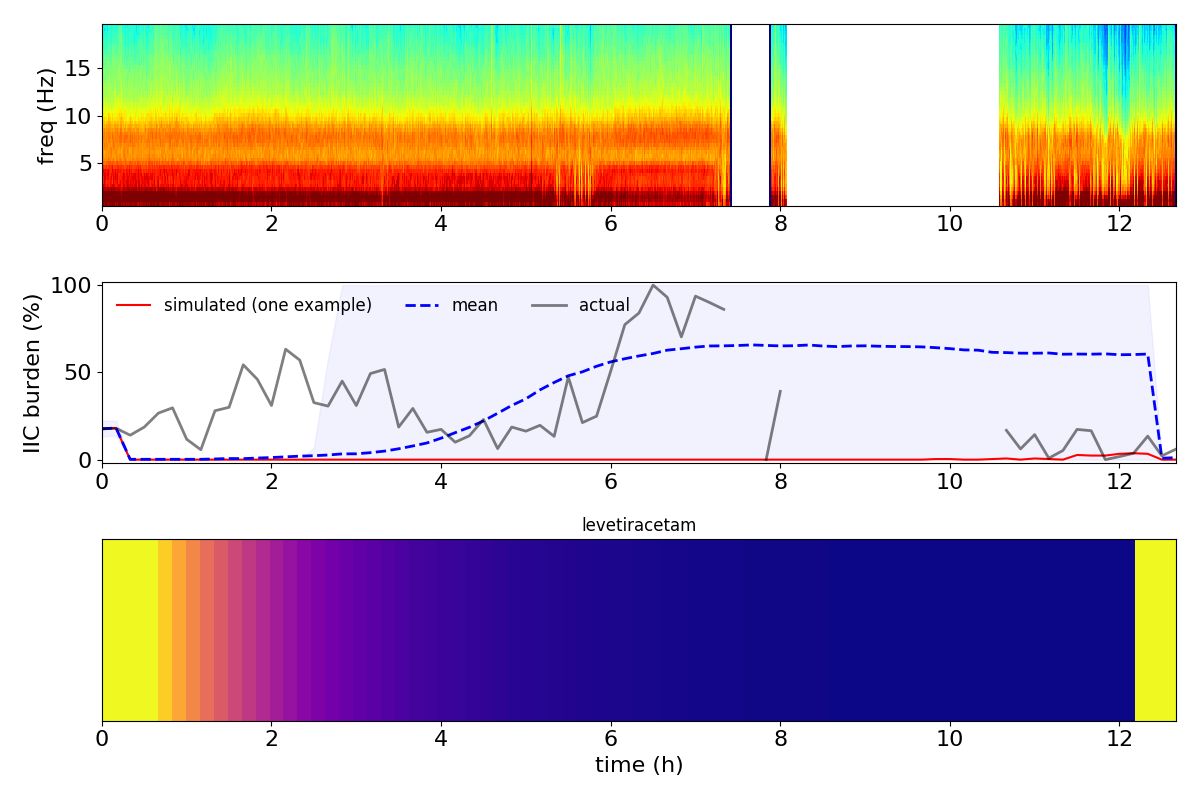 freq (Hz)
15
10
5
0 2 4 6 8 10 12
IIC burden (%)
100
50
0
simulated (one example) mean actual
0 2 4 6 8 10 12
levetiracetam
0 2 4 6 8 10 12
time (h)